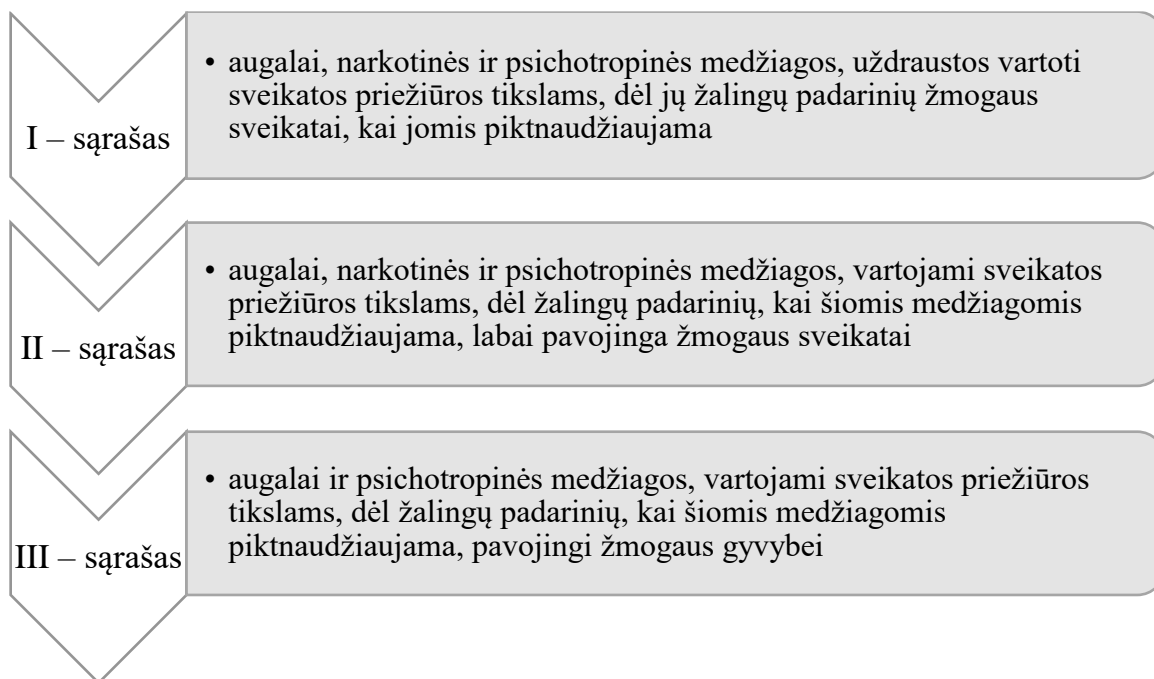 I – sąrašas
• augalai, narkotinės ir psichotropinės medžiagos, uždraustos vartoti
sveikatos priežiūros tikslams, dėl jų žalingų padarinių žmogaus
sveikatai, kai jomis piktnaudžiaujama
II – sąrašas
• augalai, narkotinės ir psichotropinės medžiagos, vartojami sveikatos
priežiūros tikslams, dėl žalingų padarinių, kai šiomis medžiagomis
piktnaudžiaujama, labai pavojinga žmogaus sveikatai
III – sąrašas
• augalai ir psichotropinės medžiagos, vartojami sveikatos priežiūros
tikslams, dėl žalingų padarinių, kai šiomis medžiagomis
piktnaudžiaujama, pavojingi žmogaus gyvybei